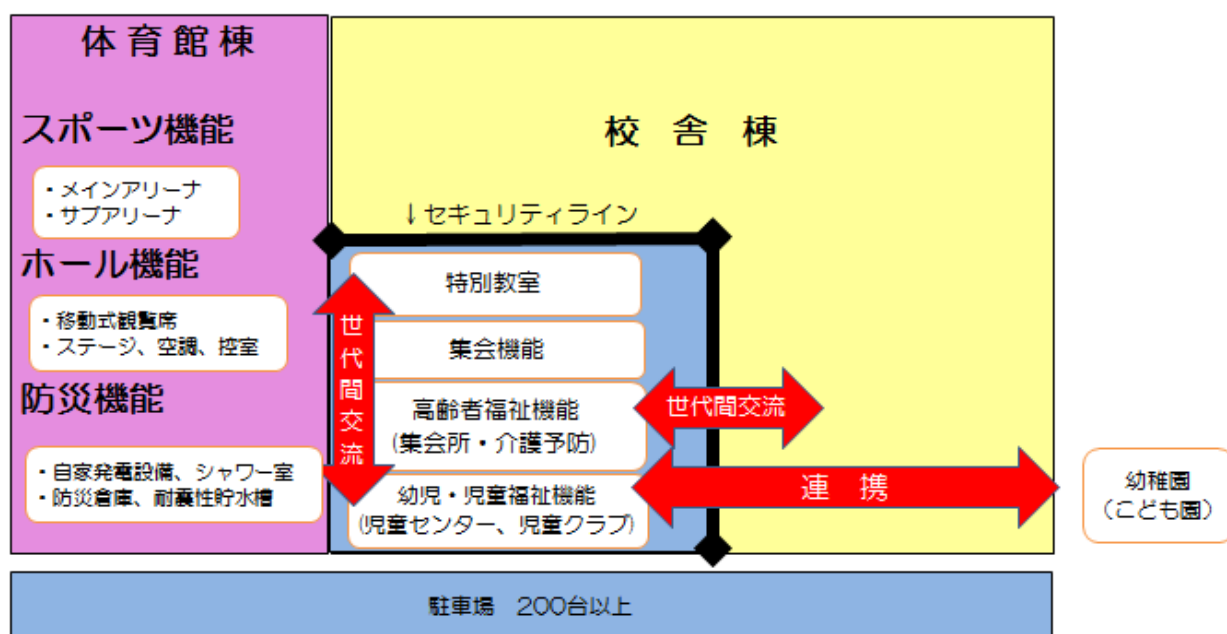 体育館棟
スポーツ機能
・メインアリーナ
・サブアリーナ
ホール機能
・移動式観覧席
・ステージ、空調、控室
防災機能
・自家発電設備、シャワー室
・防災倉庫、耐震性貯水槽
校舎棟
↓セキュリティライン
特別教室
集会機能
高齢者福祉機能
(集会所・介護予防)
幼児・児童福祉機能
(児童センター、児童クラブ)
世代間交流
世代間交流
連携
幼稚園
(こども園)
駐車場 200台以上